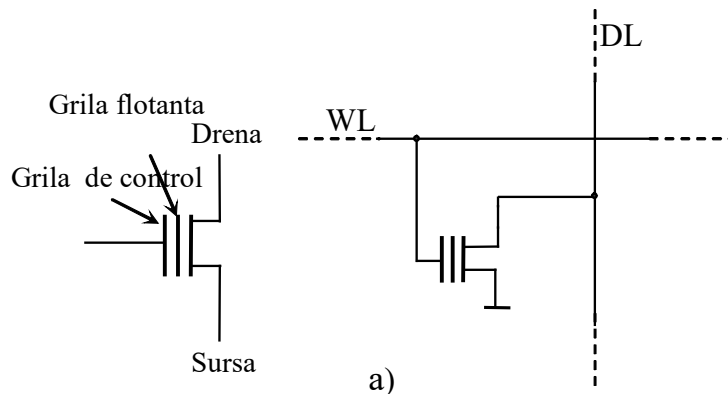 DL
Grila flotanta
WL
Drena
Grila de control
Sursa
a)